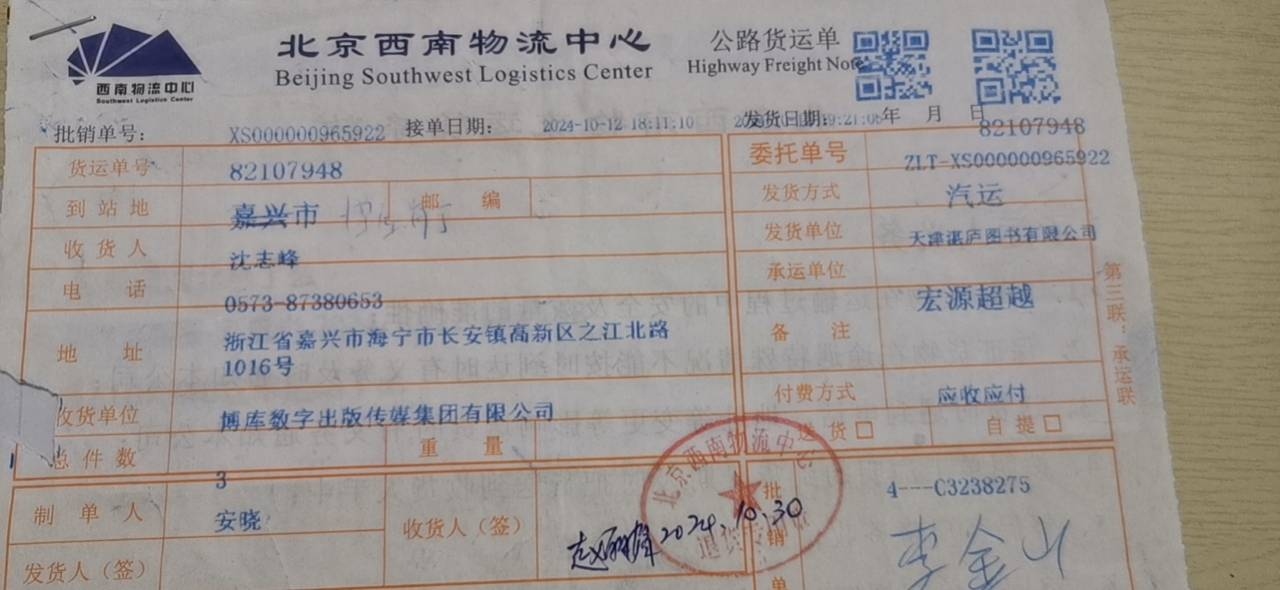 北京西南物流中心
公路货运单
Beijing Southwest Logistics Center
Highway Freight Note
西南物流中心
Southwest Logistics Center
批销单号: XS000000965922 接单日期: 2024-10-12 18:11:10 发货日期: 年 月 日
82107948
货运单号 82107948 委托单号 ZLT-XS000000965922
到站地 嘉兴市 邮编 发货方式 汽运
收货人 沈志峰 发货单位 天津湛庐图书有限公司
电话 0573-87380653 承运单位 宏源超越
地址 浙江省嘉兴市海宁市长安镇高新区之江北路
1016号
备注
收货单位 博库数字出版传媒集团有限公司 付费方式 应收应付
总件数 3 重量 送货□ 自提□
制单人 安晓 收货人(签) 2024.10.30 批销单 4---C3238275
李金山
发货人(签)
北京西南物流中心
第三联:承运联